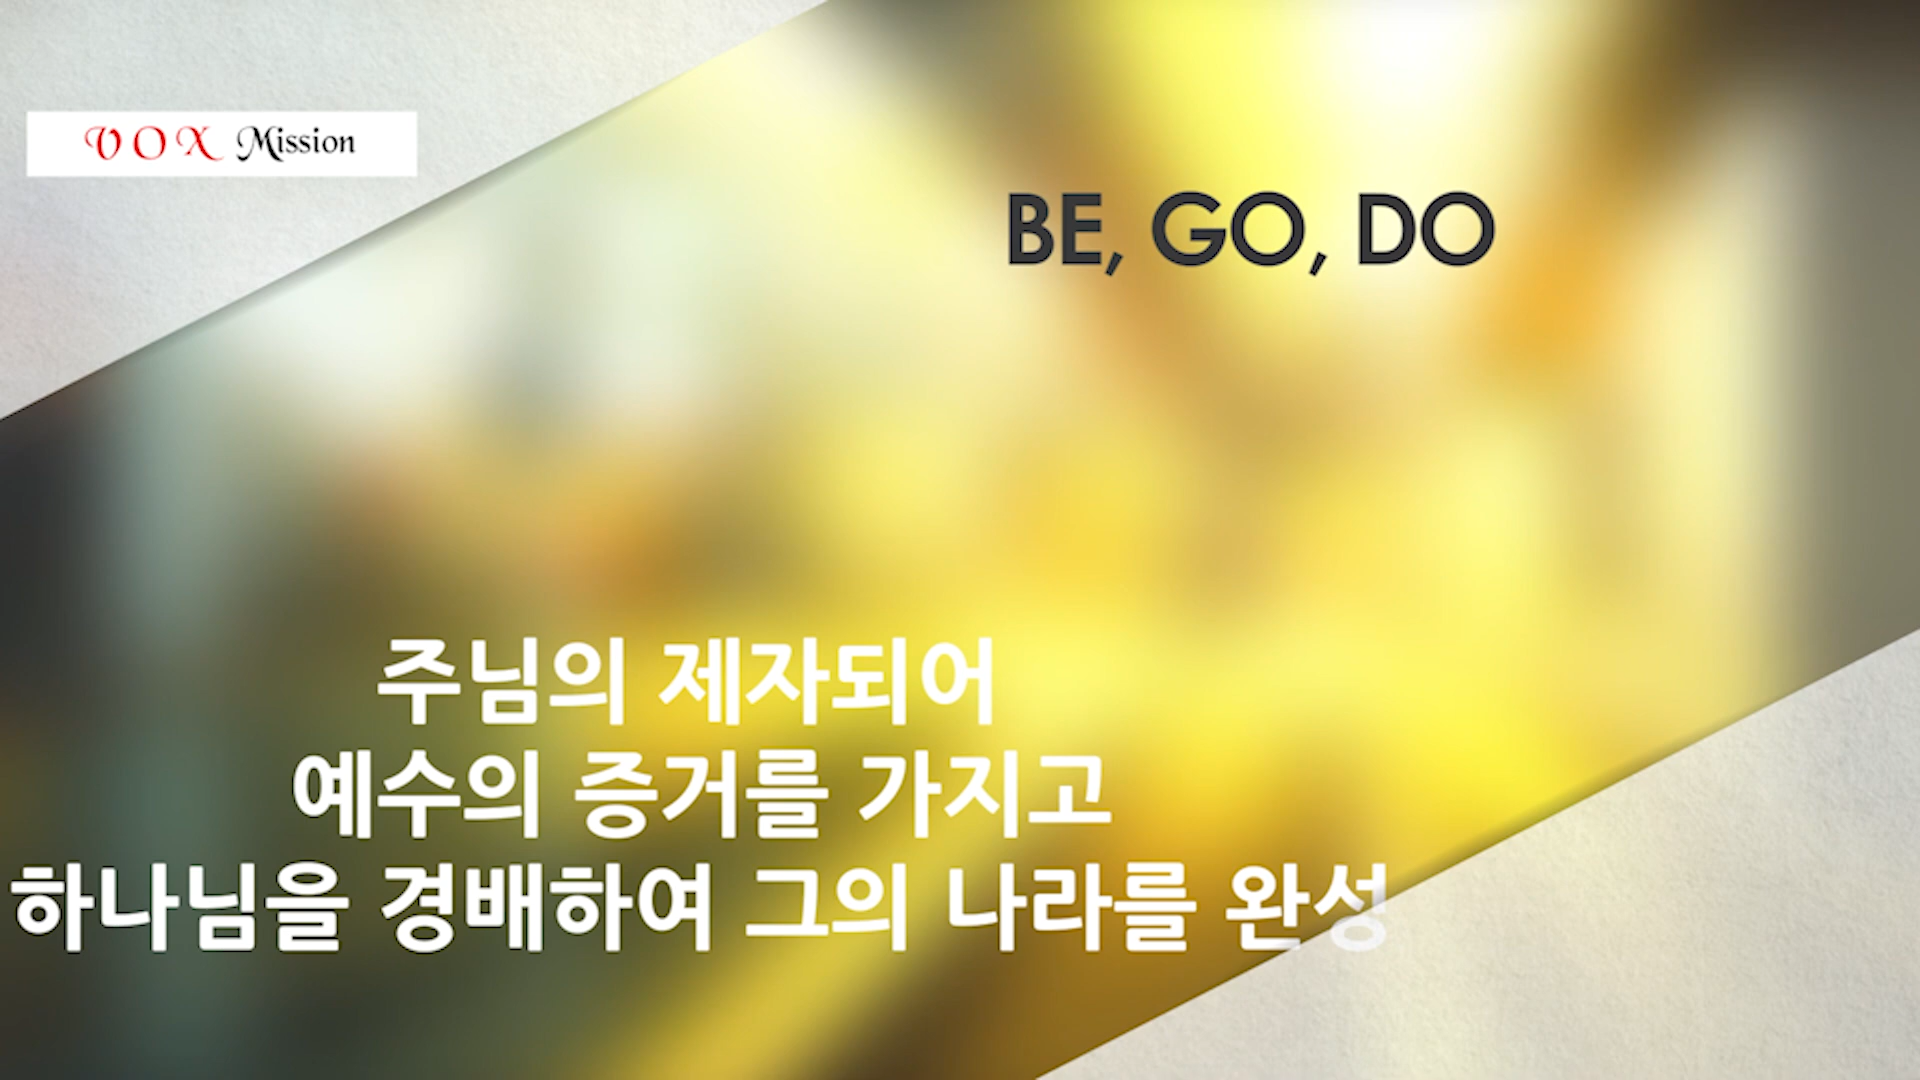 VOX Mission
BE, GO, DO
주님의 제자되어
예수의 증거를 가지고
하나님을 경배하여 그의 나라를 완성